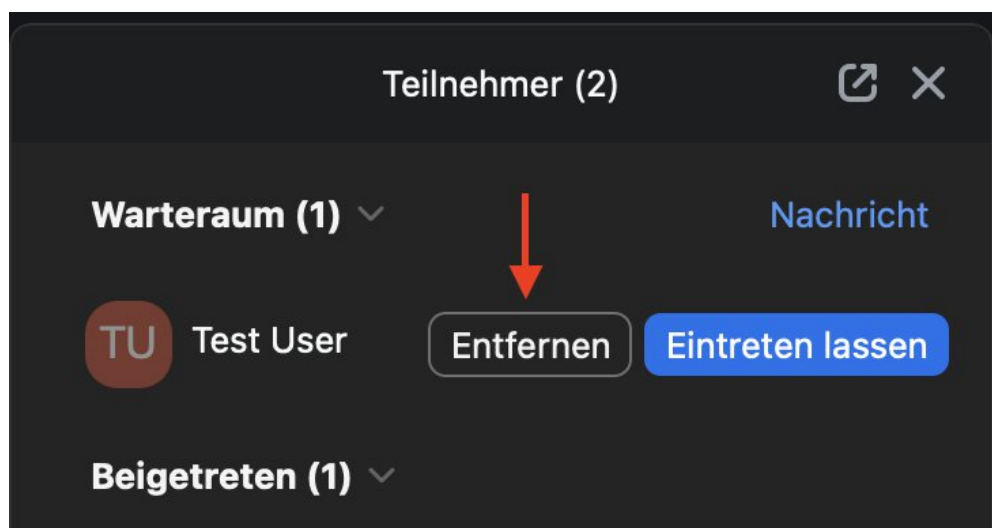 Teilnehmer (2)
Warteraum (1) Nachricht
TU Test User Entfernen Eintreten lassen
Beigetreten (1)